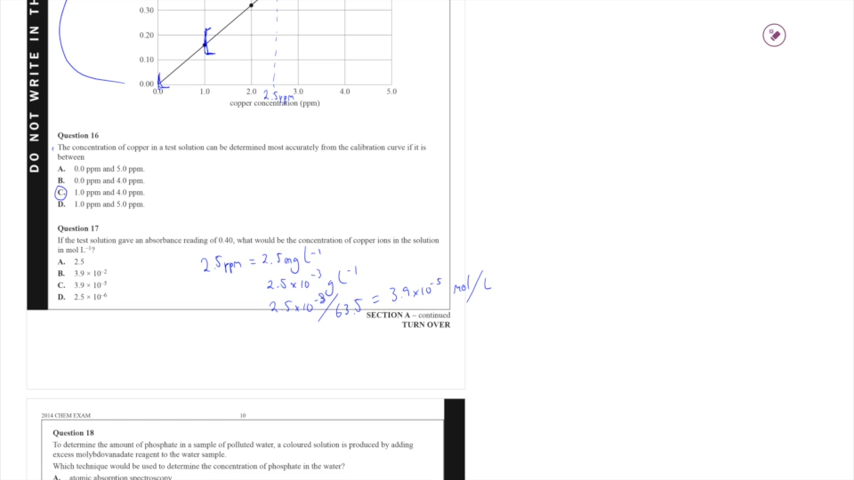 DO NOT WRITE IN TH
0.30
0.20
0.10
0.00
0.0 1.0 2.0 3.0 4.0 5.0
2.5ppm
copper concentration (ppm)
Question 16
The concentration of copper in a test solution can be determined most accurately from the calibration curve if it is
between
A. 0.0 ppm and 5.0 ppm.
B. 0.0 ppm and 4.0 ppm.
C. 1.0 ppm and 4.0 ppm.
D. 1.0 ppm and 5.0 ppm.
Question 17
If the test solution gave an absorbance reading of 0.40, what would be the concentration of copper ions in the solution
in mol L⁻¹?
A. 2.5
B. 3.9 × 10⁻²
C. 3.9 × 10⁻⁵
D. 2.5 × 10⁻⁶
2.5ppm = 2.5mg L⁻¹
2.5×10⁻³ g L⁻¹
2.5×10⁻³/63.5 = 3.9×10⁻⁵ mol/L
SECTION A – continued
TURN OVER
2014 CHEM EXAM 10
Question 18
To determine the amount of phosphate in a sample of polluted water, a coloured solution is produced by adding
excess molybdovanadate reagent to the water sample.
Which technique would be used to determine the concentration of phosphate in the water?
A. atomic absorption spectroscopy